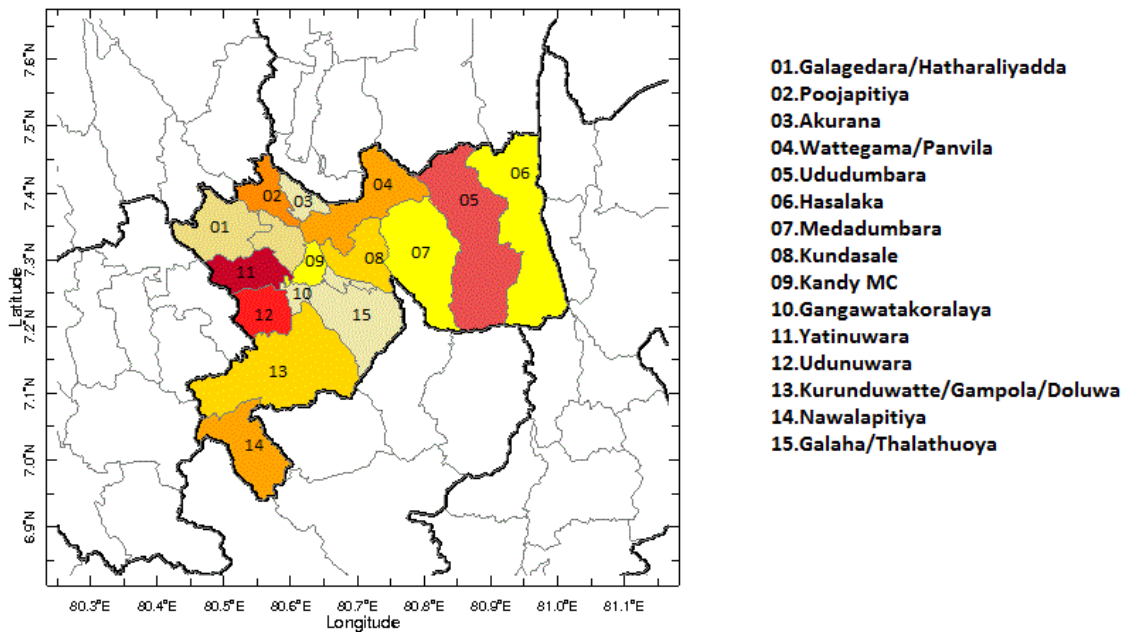 7.6°N
7.5°N
7.4°N
7.3°N
7.2°N
7.1°N
7.0°N
6.9°N
Latitude
01
02
03
04
05
06
07
08
09
10
11
12
13
14
15
80.3°E 80.4°E 80.5°E 80.6°E 80.7°E 80.8°E 80.9°E 81.0°E 81.1°E
Longitude
01.Galagedara/Hatharaliyadda
02.Poojapitiya
03.Akurana
04.Wattegama/Panvila
05.Ududumbara
06.Hasalaka
07.Medadumbara
08.Kundasale
09.Kandy MC
10.Gangawatakoralaya
11.Yatinuwara
12.Udunuwara
13.Kurunduwatte/Gampola/Doluwa
14.Nawalapitiya
15.Galaha/Thalathuoya